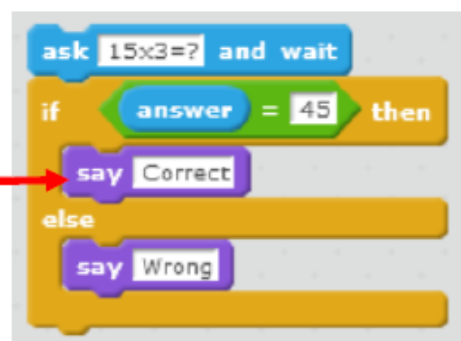 ask 15x3=? and wait
if answer = 45 then
say Correct
else
say Wrong